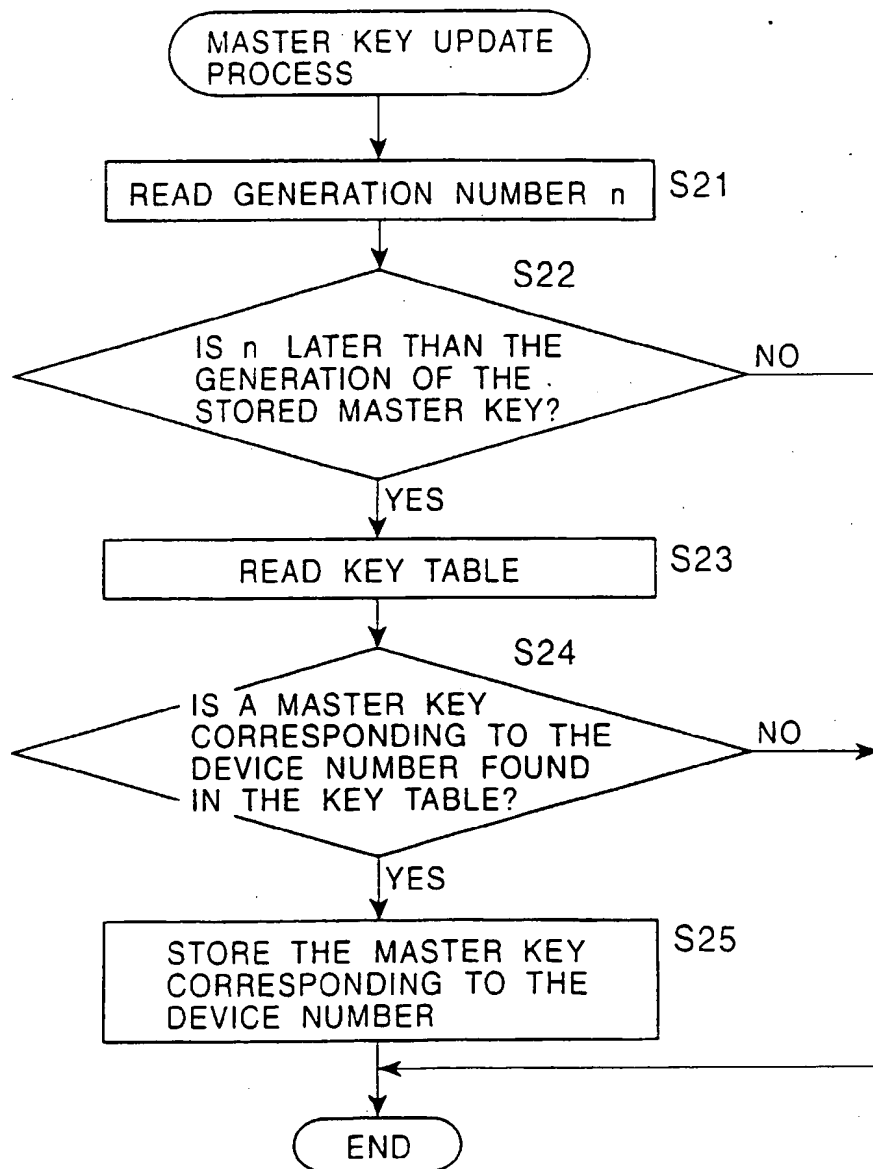 MASTER KEY UPDATE
PROCESS
READ GENERATION NUMBER n
S21
S22
IS n LATER THAN THE
GENERATION OF THE
STORED MASTER KEY?
NO
YES
READ KEY TABLE
S23
S24
IS A MASTER KEY
CORRESPONDING TO THE
DEVICE NUMBER FOUND
IN THE KEY TABLE?
NO
YES
STORE THE MASTER KEY
CORRESPONDING TO THE
DEVICE NUMBER
S25
END